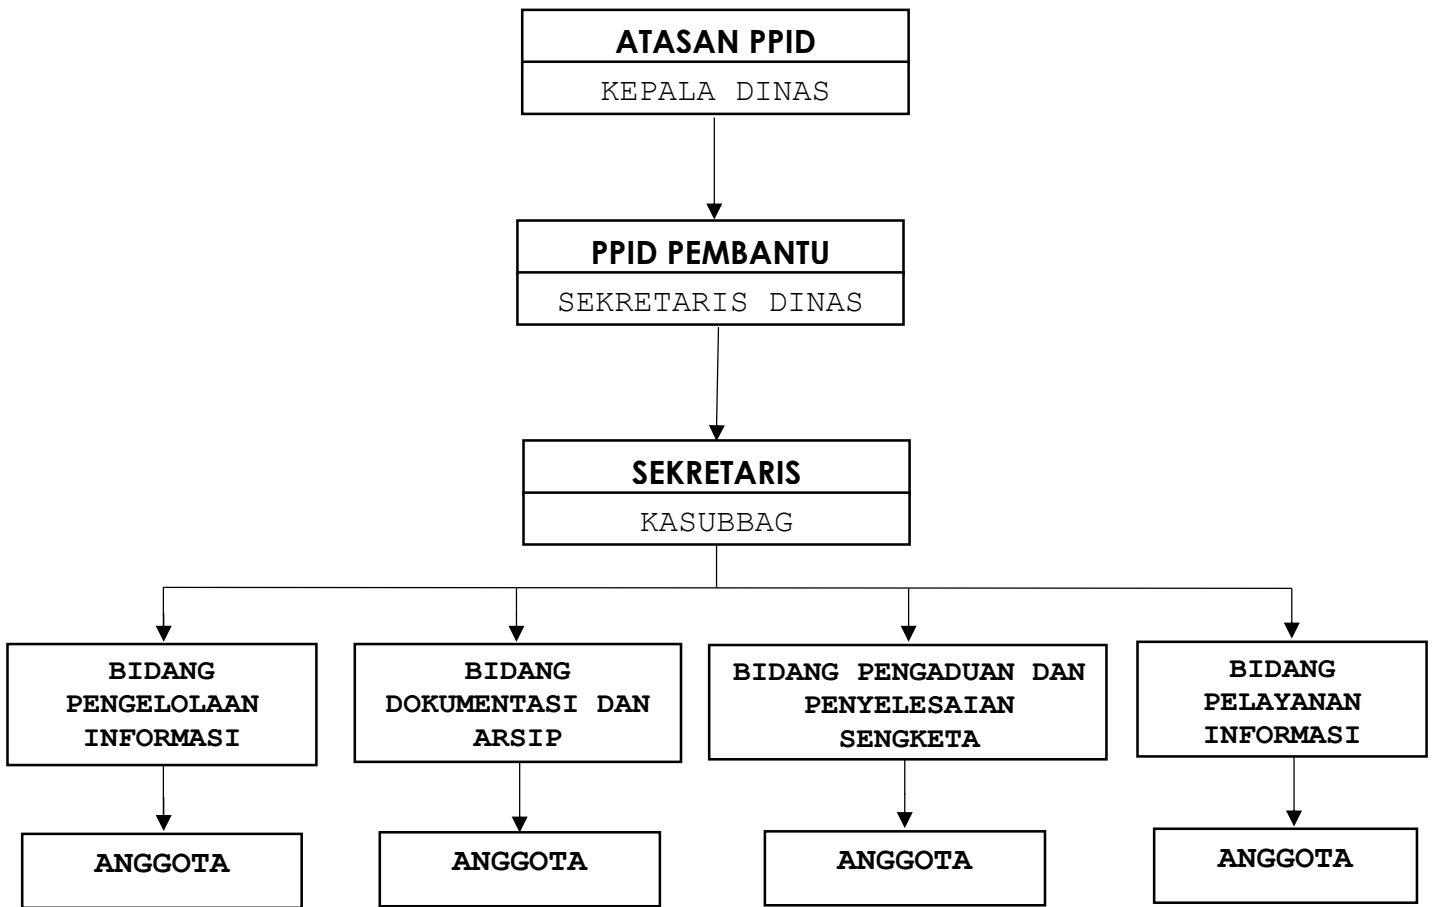 ATASAN PPID
KEPALA DINAS
PPID PEMBANTU
SEKRETARIS DINAS
SEKRETARIS
KASUBBAG
BIDANG
PENGELOLAAN
INFORMASI
BIDANG
DOKUMENTASI DAN
ARSIP
BIDANG PENGADUAN DAN
PENYELESAIAN
SENGKETA
BIDANG
PELAYANAN
INFORMASI
ANGGOTA
ANGGOTA
ANGGOTA
ANGGOTA